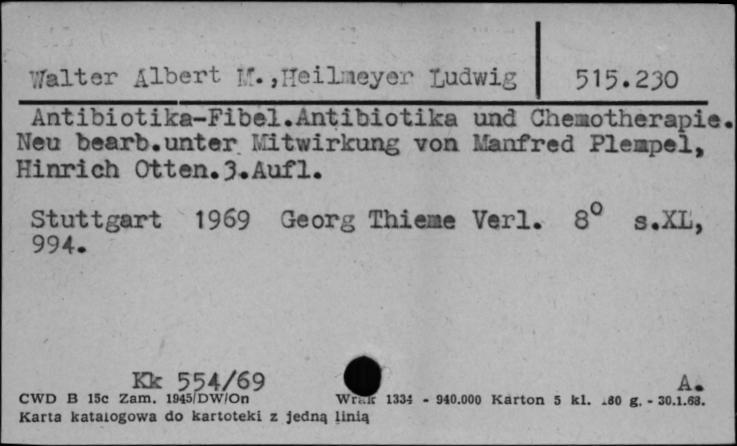 Walter Albert M.,Heilmeyer Ludwig 515.230
Antibiotika-Fibel.Antibiotika und Chemotherapie.
Neu bearb.unter Mitwirkung von Manfred Plempel,
Hinrich Otten.3.Aufl.
Stuttgart 1969 Georg Thieme Verl. 8° s.XL,
994.
Kk 554/69 A.
CWD B 15c Zam. 1945/DW/On Wrak 1334 - 940.000 Karton 5 kl. 180 g. - 30.1.68.
Karta katalogowa do kartoteki z jedną linią